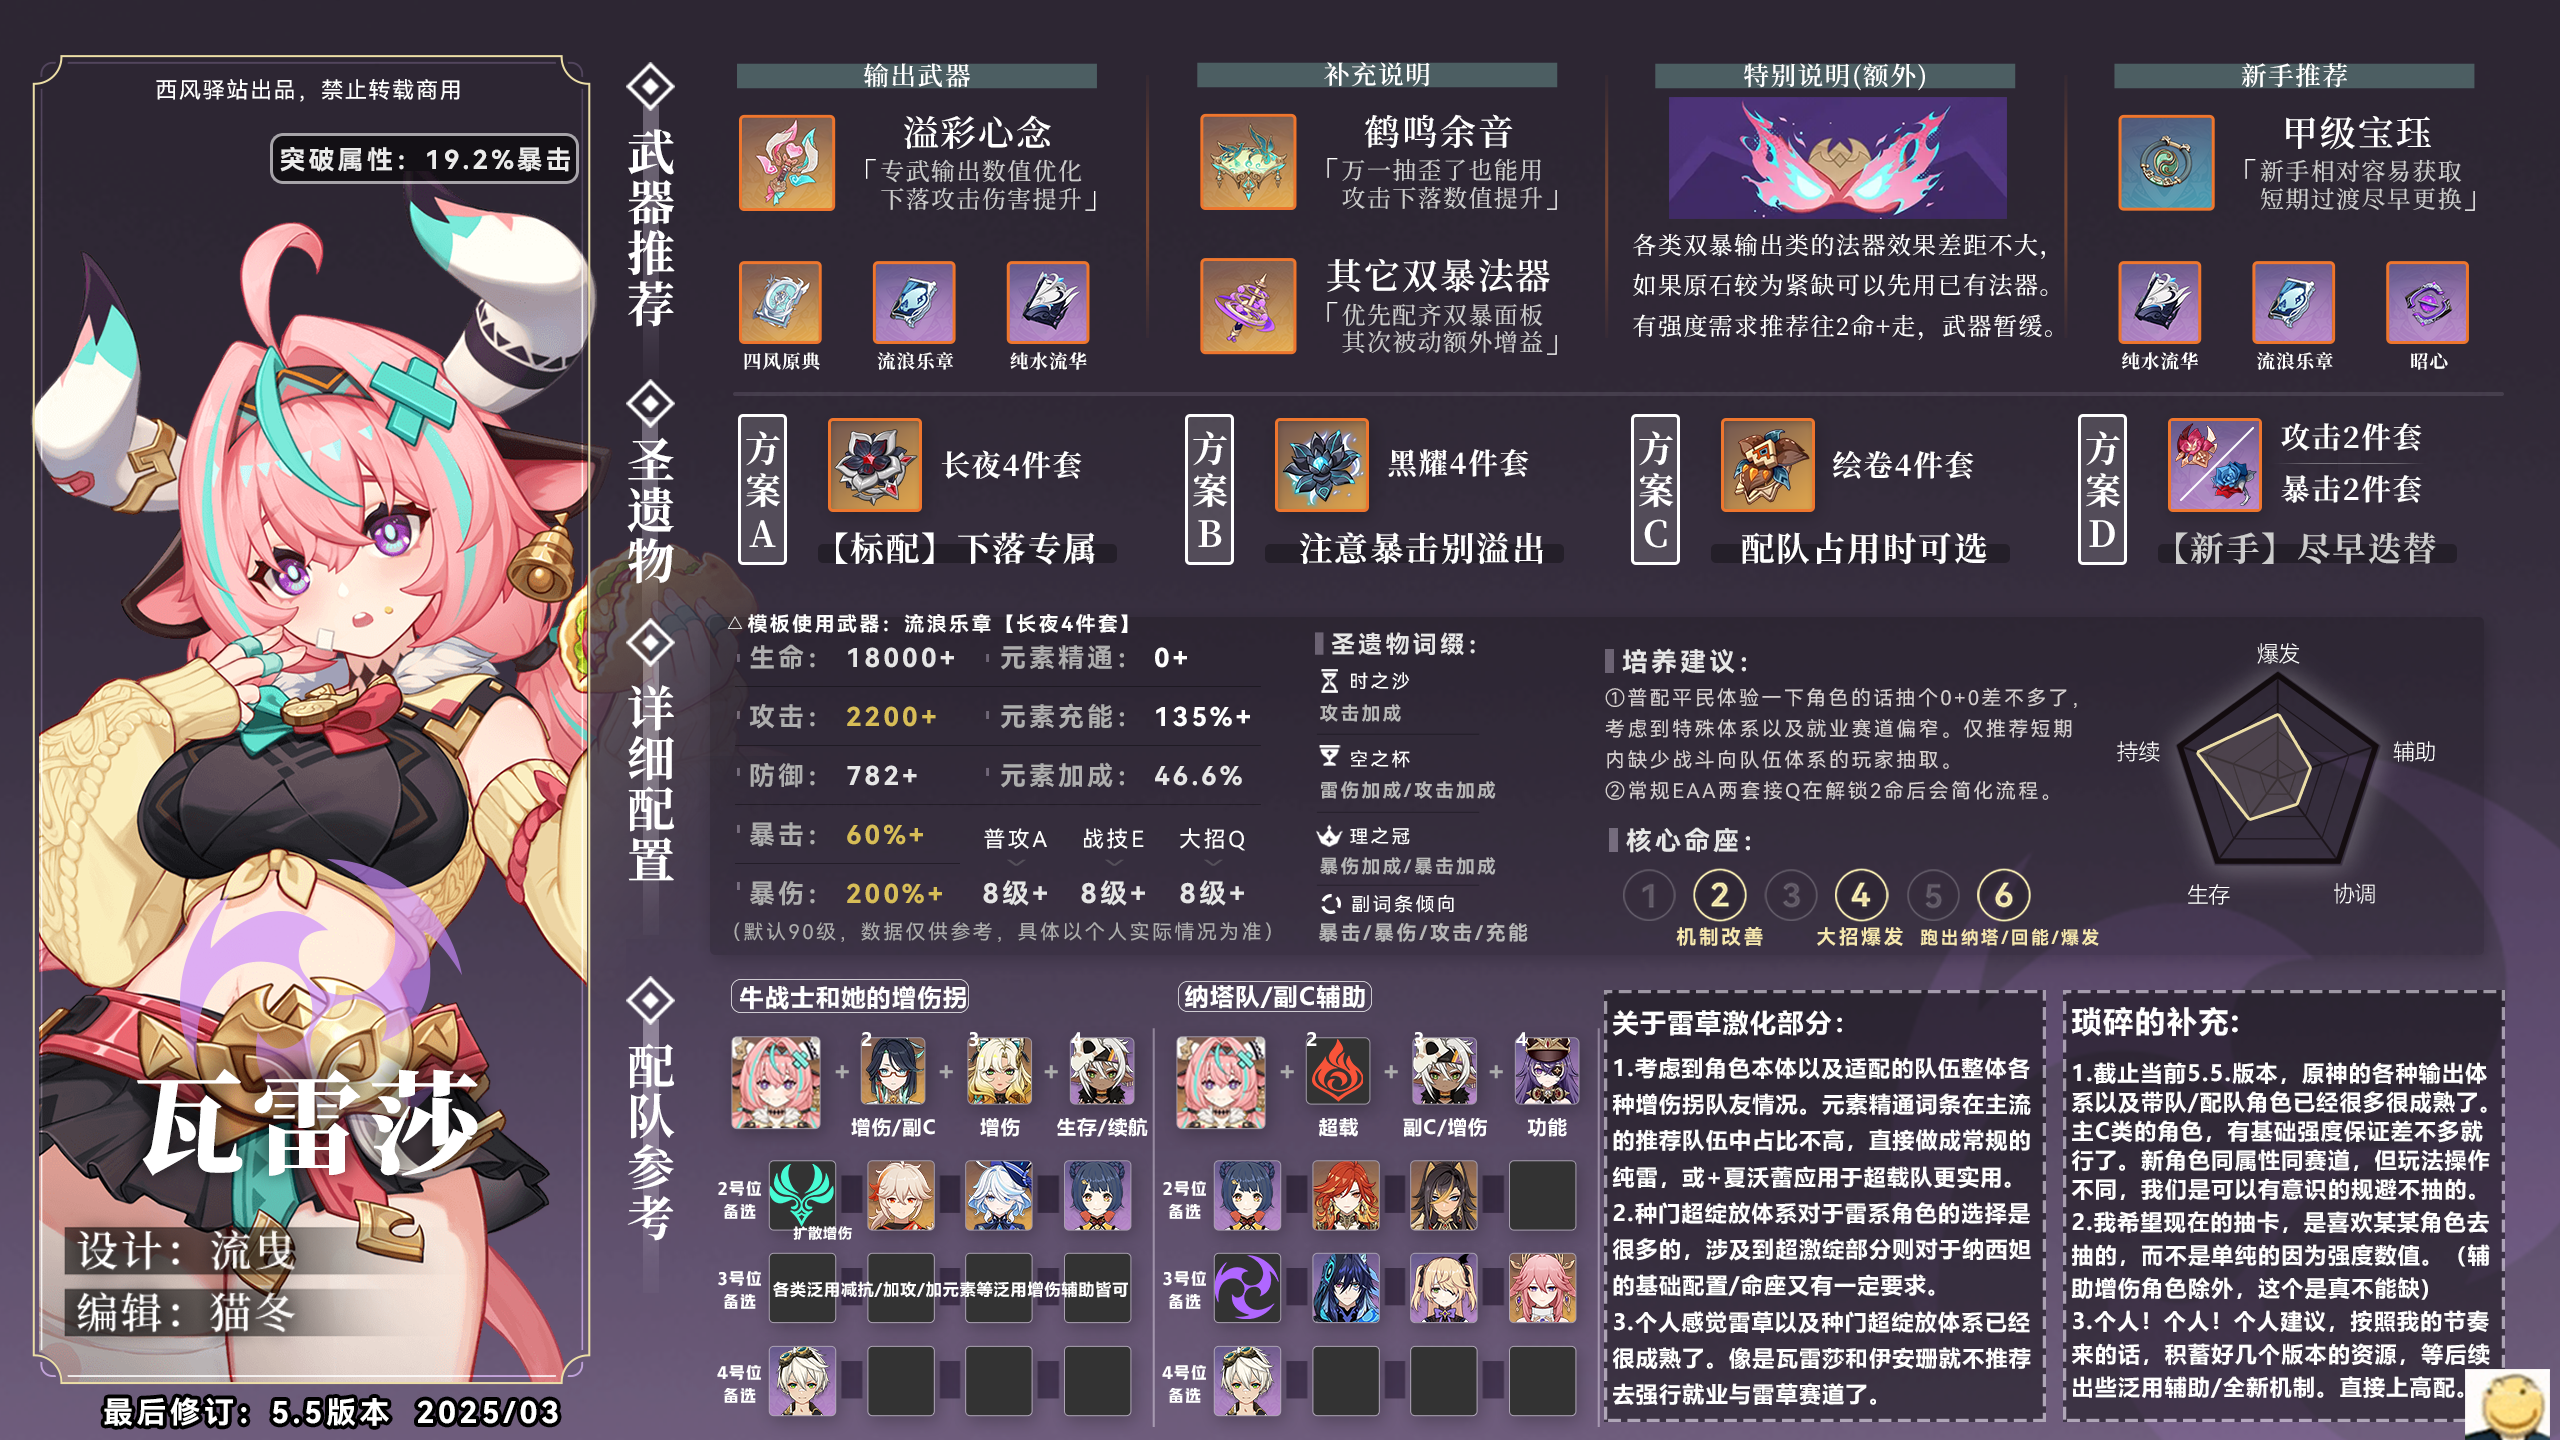 西风驿站出品，禁止转载商用
突破属性：19.2%暴击
瓦雷莎
设计：流曳
编辑：猫冬
最后修订：5.5版本 2025/03
武器推荐
输出武器
溢彩心念
「专武输出数值优化
下落攻击伤害提升」
四风原典
流浪乐章
纯水流华
补充说明
鹤鸣余音
「万一抽歪了也能用
攻击下落数值提升」
其它双暴法器
「优先配齐双暴面板
其次被动额外增益」
特别说明(额外)
各类双暴输出类的法器效果差距不大，
如果原石较为紧缺可以先用已有法器。
有强度需求推荐往2命+走，武器暂缓。
新手推荐
甲级宝珏
「新手相对容易获取
短期过渡尽早更换」
纯水流华
流浪乐章
昭心
圣遗物
方案A
长夜4件套
【标配】下落专属
方案B
黑耀4件套
注意暴击别溢出
方案C
绘卷4件套
配队占用时可选
方案D
攻击2件套
暴击2件套
【新手】尽早迭替
详细配置
△模板使用武器：流浪乐章【长夜4件套】
生命：18000+
元素精通：0+
攻击：2200+
元素充能：135%+
防御：782+
元素加成：46.6%
暴击：60%+
普攻A 战技E 大招Q
暴伤：200%+
8级+ 8级+ 8级+
（默认90级，数据仅供参考，具体以个人实际情况为准）
圣遗物词缀：
时之沙
攻击加成
空之杯
雷伤加成/攻击加成
理之冠
暴伤加成/暴击加成
副词条倾向
暴击/暴伤/攻击/充能
培养建议：
①普配平民体验一下角色的话抽个0+0差不多了，
考虑到特殊体系以及就业赛道偏窄。仅推荐短期
内缺少战斗向队伍体系的玩家抽取。
②常规EAA两套接Q在解锁2命后会简化流程。
核心命座：
1 2 3 4 5 6
机制改善
大招爆发
跑出纳塔/回能/爆发
爆发
持续
辅助
生存
协调
配队参考
牛战士和她的增伤拐
+ 2 + 3 + 4
增伤/副C
增伤
生存/续航
2号位
备选
扩散增伤
3号位
备选
各类泛用减抗/加攻/加元素等泛用增伤辅助皆可
4号位
备选
纳塔队/副C辅助
+ 2 + 3 + 4
超载
副C/增伤
功能
2号位
备选
3号位
备选
4号位
备选
关于雷草激化部分：
1.考虑到角色本体以及适配的队伍整体各
种增伤拐队友情况。元素精通词条在主流
的推荐队伍中占比不高，直接做成常规的
纯雷，或+夏沃蕾应用于超载队更实用。
2.种门超绽放体系对于雷系角色的选择是
很多的，涉及到超激绽部分则对于纳西妲
的基础配置/命座又有一定要求。
3.个人感觉雷草以及种门超绽放体系已经
很成熟了。像是瓦雷莎和伊安珊就不推荐
去强行就业与雷草赛道了。
琐碎的补充：
1.截止当前5.5.版本，原神的各种输出体
系以及带队/配队角色已经很多很成熟了。
主C类的角色，有基础强度保证差不多就
行了。新角色同属性同赛道，但玩法操作
不同，我们是可以有意识的规避不抽的。
2.我希望现在的抽卡，是喜欢某某角色去
抽的，而不是单纯的因为强度数值。（辅
助增伤角色除外，这个是真不能缺）
3.个人！个人！个人建议，按照我的节奏
来的话，积蓄好几个版本的资源，等后续
出些泛用辅助/全新机制。直接上高配。